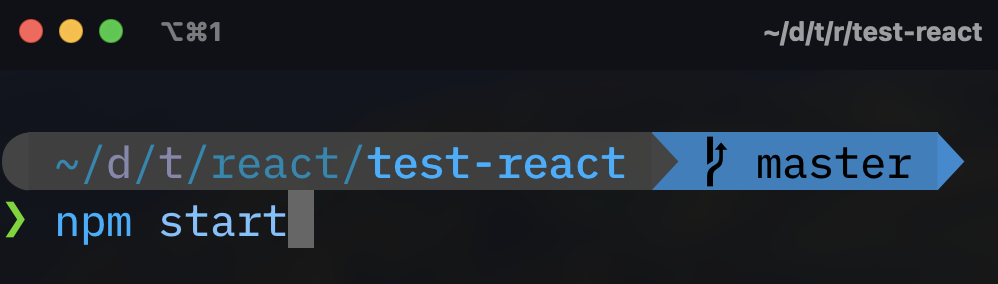 ⌥⌘1
~/d/t/r/test-react
~/d/t/react/test-react master
❯ npm start